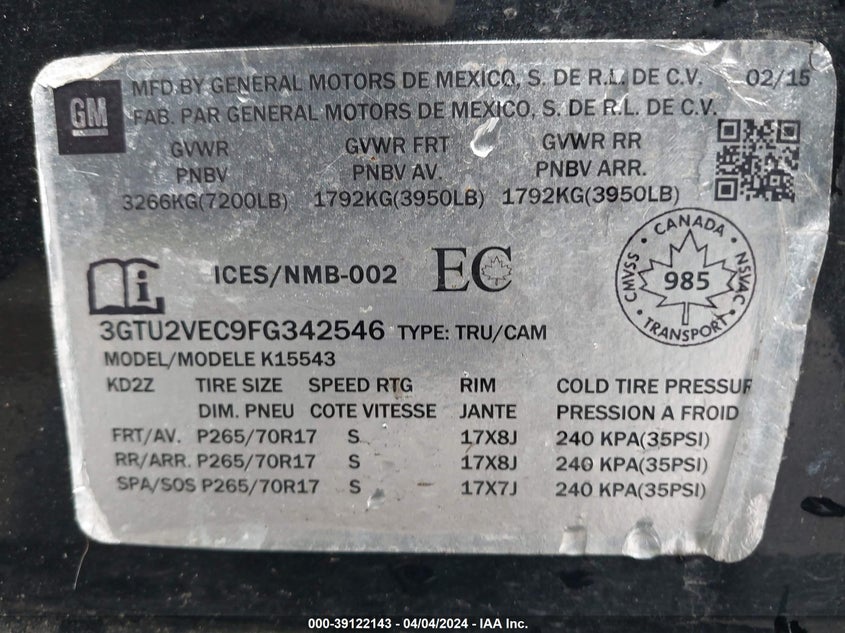 GM
MFD BY GENERAL MOTORS DE MEXICO, S. DE R.L. DE C.V. 02/15
FAB. PAR GENERAL MOTORS DE MEXICO, S. DE R.L. DE C.V.
GVWR GVWR FRT GVWR RR
PNBV PNBV AV. PNBV ARR.
3266KG(7200LB) 1792KG(3950LB) 1792KG(3950LB)
i ICES/NMB-002 EC
CANADA
CMVSS 985 NSVAC
TRANSPORT
3GTU2VEC9FG342546 TYPE: TRU/CAM
MODEL/MODELE K15543
KD2Z TIRE SIZE SPEED RTG RIM COLD TIRE PRESSUR
DIM. PNEU COTE VITESSE JANTE PRESSION A FROID
FRT/AV. P265/70R17 S 17X8J 240 KPA(35PSI)
RR/ARR. P265/70R17 S 17X8J 240 KPA(35PSI)
SPA/SOS P265/70R17 S 17X7J 240 KPA(35PSI)
000-39122143 - 04/04/2024 - IAA Inc.